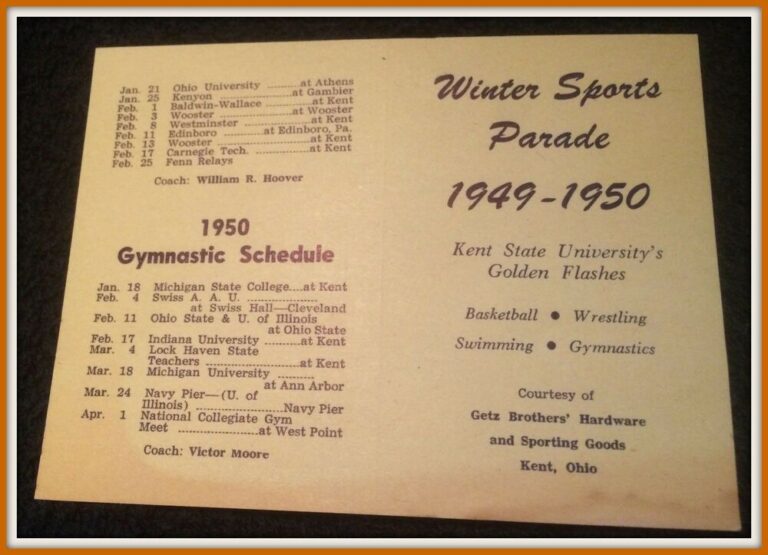 Jan. 21 Ohio University ..........at Athens
Jan. 25 Kenyon ......................at Gambier
Feb. 1 Baldwin-Wallace ............at Kent
Feb. 3 Wooster ....................at Wooster
Feb. 8 Westminster ..................at Kent
Feb. 11 Edinboro ..........at Edinboro, Pa.
Feb. 13 Wooster ........................at Kent
Feb. 17 Carnegie Tech. ..............at Kent
Feb. 25 Fenn Relays
Coach: William R. Hoover
1950
Gymnastic Schedule
Jan. 18 Michigan State College....at Kent
Feb. 4 Swiss A. A. U. ..................
at Swiss Hall—Cleveland
Feb. 11 Ohio State & U. of Illinois
at Ohio State
Feb. 17 Indiana University ..........at Kent
Mar. 4 Lock Haven State
Teachers ......................at Kent
Mar. 18 Michigan University ..........
at Ann Arbor
Mar. 24 Navy Pier—(U. of
Illinois) ......................Navy Pier
Apr. 1 National Collegiate Gym
Meet ......................at West Point
Coach: Victor Moore
Winter Sports
Parade
1949-1950
Kent State University's
Golden Flashes
Basketball ● Wrestling
Swimming ● Gymnastics
Courtesy of
Getz Brothers' Hardware
and Sporting Goods
Kent, Ohio